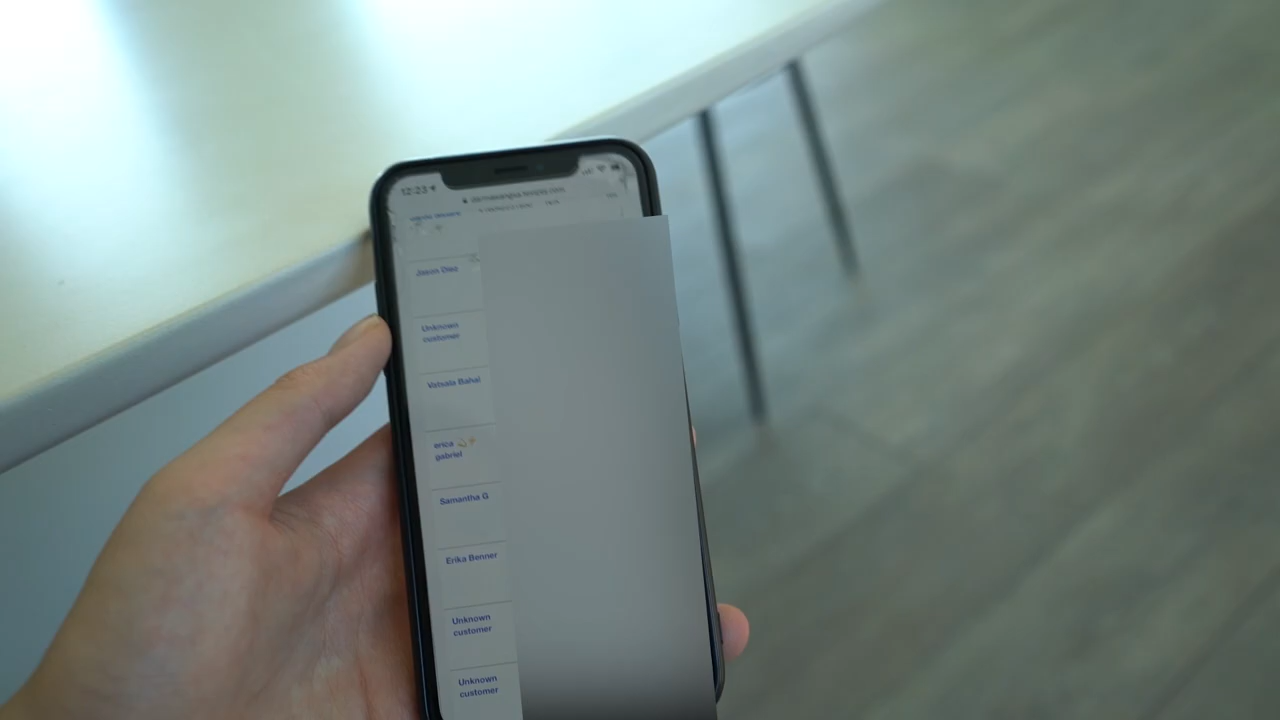 12:23
Jason Diao
Unknown
customer
Vatsala Bahal
erica 💪🏻⚡
gabriel
Samantha G
Erika Benner
Unknown
customer
Unknown
customer